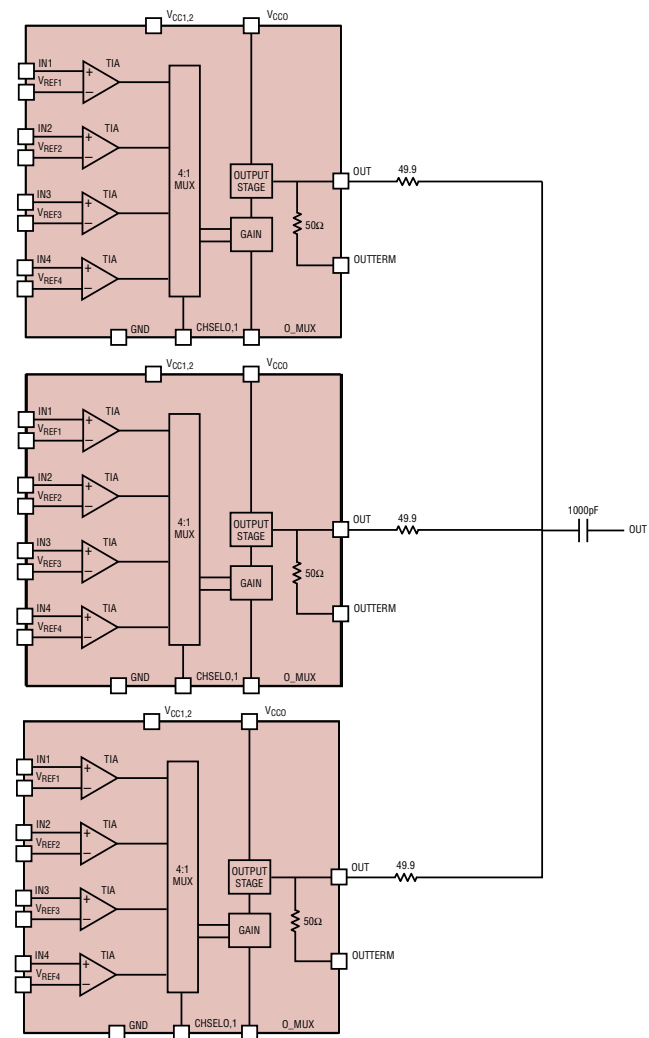 VCC1,2
VCCO
IN1
TIA
VREF1
IN2
TIA
VREF2
4:1
MUX
OUTPUT
STAGE
OUT
49.9
IN3
TIA
VREF3
50Ω
GAIN
IN4
TIA
VREF4
OUTTERM
GND
CHSELO,1
O_MUX
VCC1,2
VCCO
IN1
TIA
VREF1
IN2
TIA
VREF2
4:1
MUX
OUTPUT
STAGE
OUT
49.9
1000pF
OUT
IN3
TIA
VREF3
50Ω
GAIN
IN4
TIA
VREF4
OUTTERM
GND
CHSELO,1
O_MUX
VCC1,2
VCCO
IN1
TIA
VREF1
IN2
TIA
VREF2
4:1
MUX
OUTPUT
STAGE
OUT
49.9
IN3
TIA
VREF3
50Ω
GAIN
IN4
TIA
VREF4
OUTTERM
GND
CHSELO,1
O_MUX